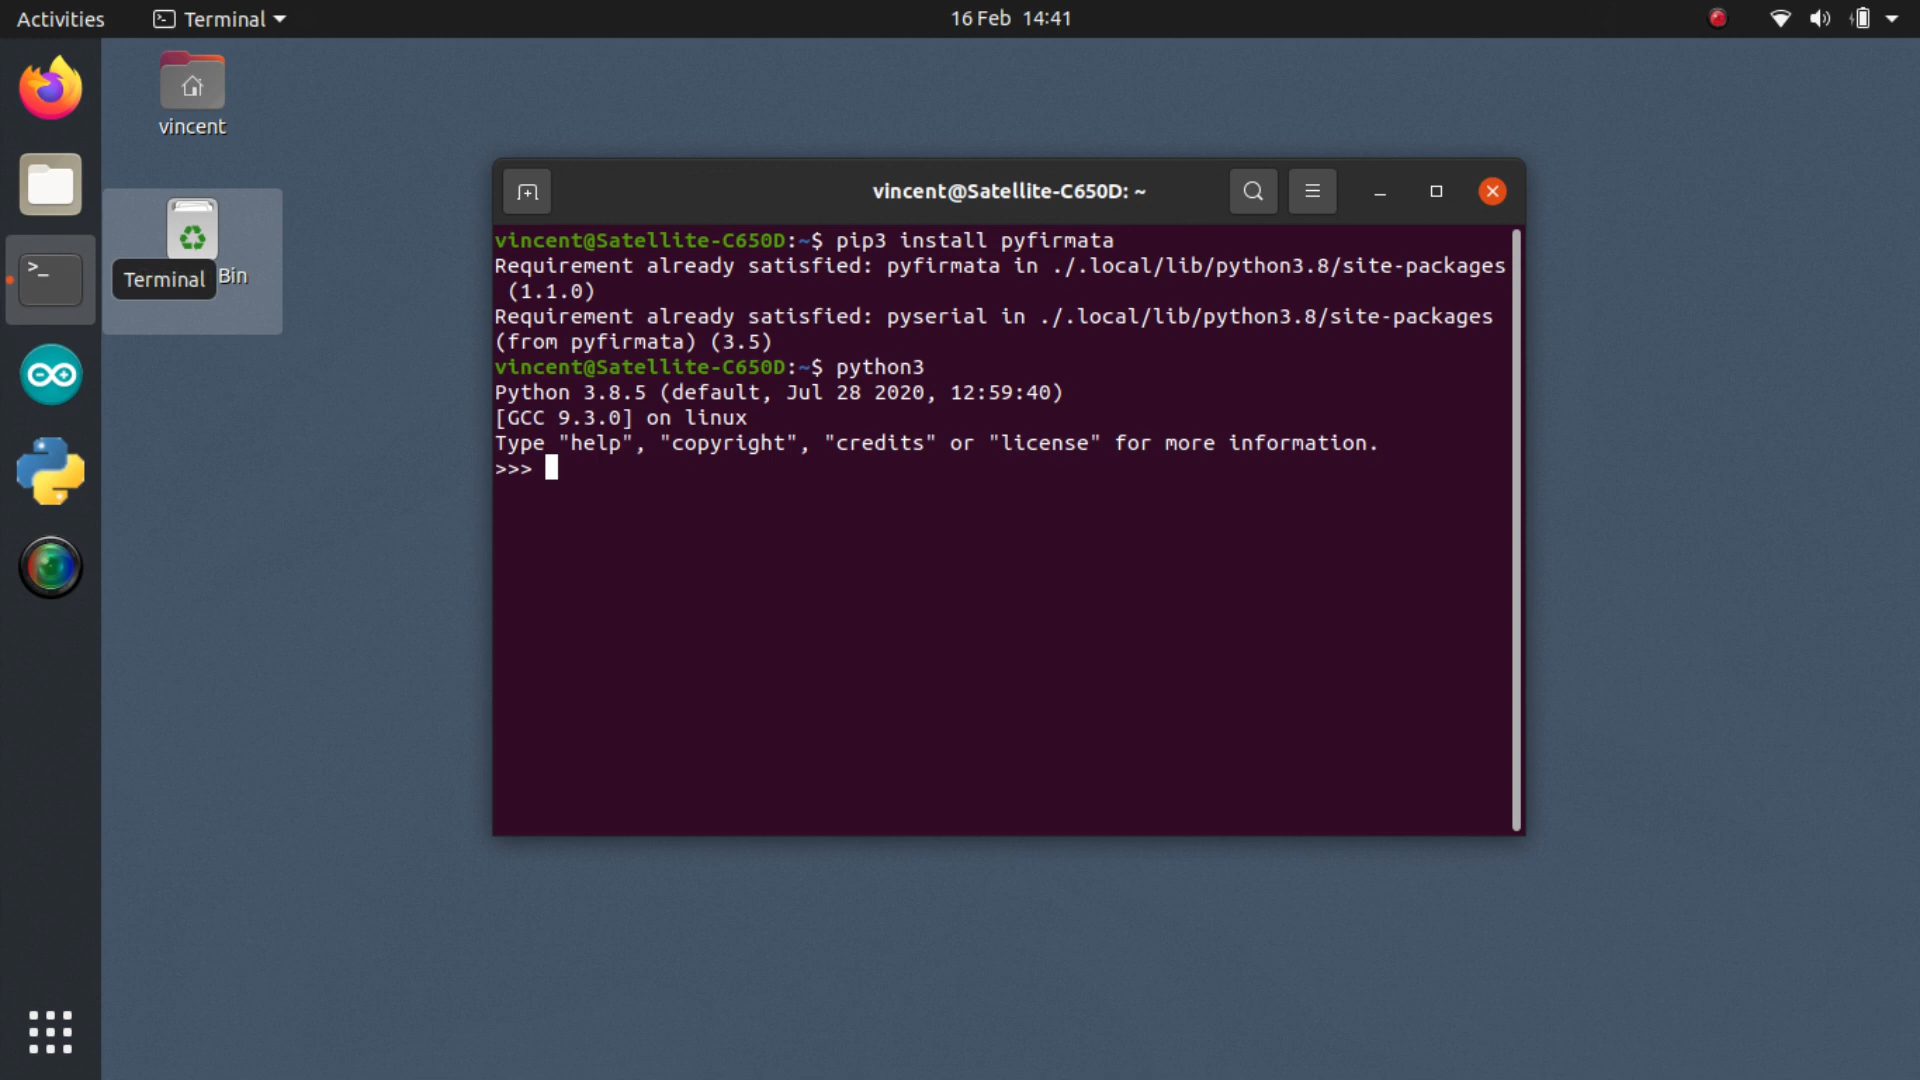 Activities
Terminal
16 Feb 14:41
vincent
Terminal
Bin
vincent@Satellite-C650D: ~
vincent@Satellite-C650D:~$ pip3 install pyfirmata
Requirement already satisfied: pyfirmata in ./.local/lib/python3.8/site-packages
(1.1.0)
Requirement already satisfied: pyserial in ./.local/lib/python3.8/site-packages
(from pyfirmata) (3.5)
vincent@Satellite-C650D:~$ python3
Python 3.8.5 (default, Jul 28 2020, 12:59:40)
[GCC 9.3.0] on linux
Type "help", "copyright", "credits" or "license" for more information.
>>>